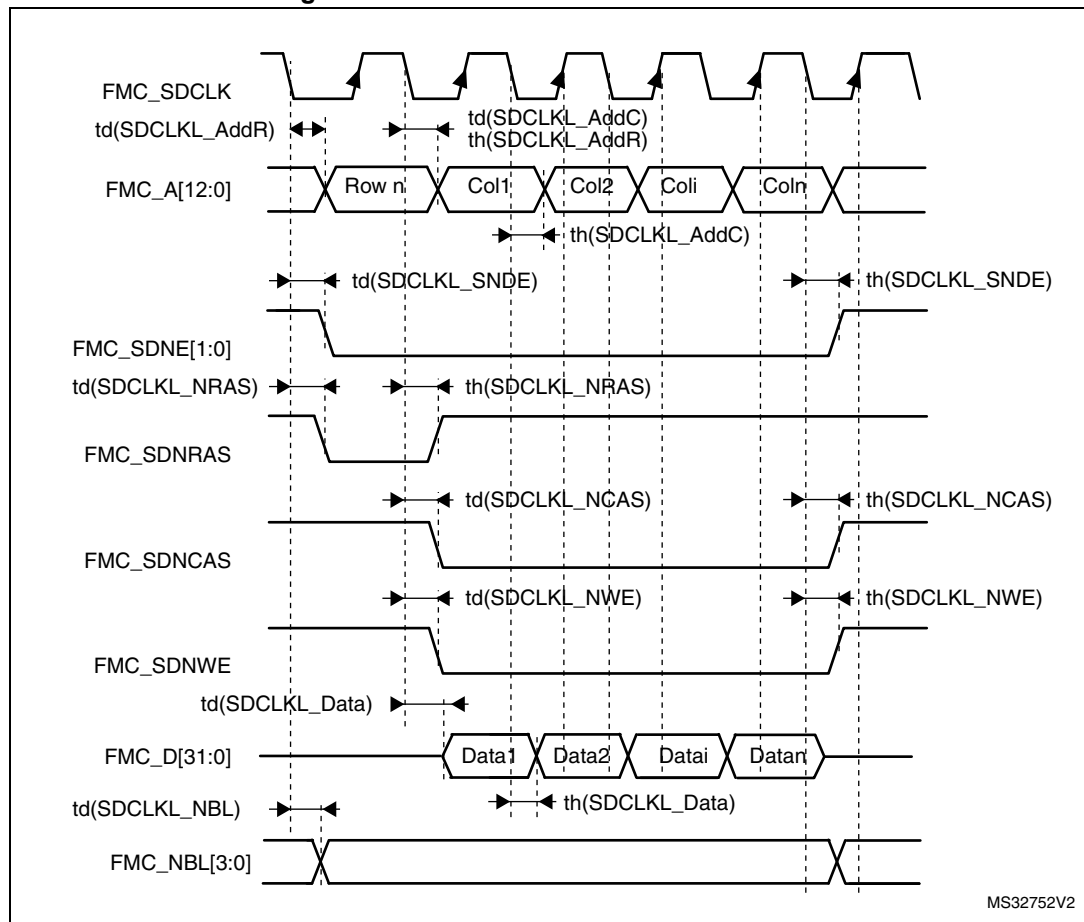 FMC_SDCLK
td(SDCLKL_AddR)
td(SDCLKL_AddC)
th(SDCLKL_AddR)
FMC_A[12:0]
Row n
Col1
Col2
Coli
Coln
th(SDCLKL_AddC)
td(SDCLKL_SNDE)
th(SDCLKL_SNDE)
FMC_SDNE[1:0]
td(SDCLKL_NRAS)
th(SDCLKL_NRAS)
FMC_SDNRAS
td(SDCLKL_NCAS)
th(SDCLKL_NCAS)
FMC_SDNCAS
td(SDCLKL_NWE)
th(SDCLKL_NWE)
FMC_SDNWE
td(SDCLKL_Data)
FMC_D[31:0]
Data1
Data2
Datai
Datan
td(SDCLKL_NBL)
th(SDCLKL_Data)
FMC_NBL[3:0]
MS32752V2